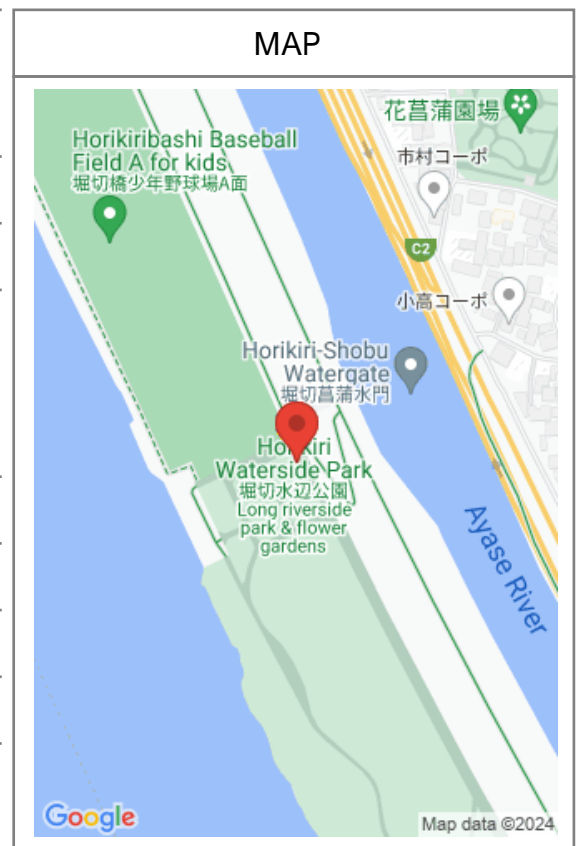 MAP
花菖蒲園場
Horikiribashi Baseball
Field A for kids
堀切橋少年野球場A面
市村コーポ
C2
小高コーポ
Horikiri-Shobu
Watergate
堀切菖蒲水門
Horikiri
Waterside Park
堀切水辺公園
Long riverside
park & flower
gardens
Ayase River
Google
Map data ©2024